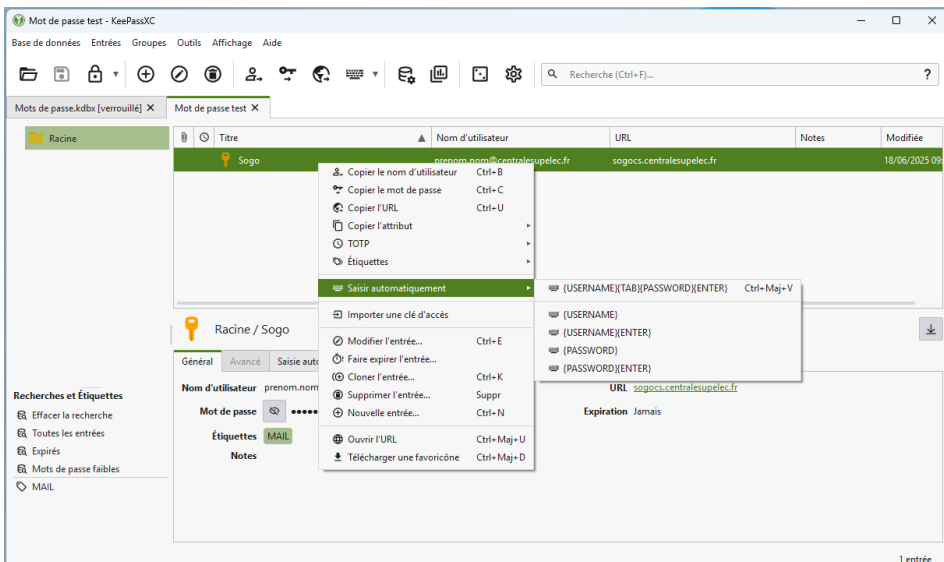 Mot de passe test - KeePassXC
Base de données Entrées Groupes Outils Affichage Aide
Recherche (Ctrl+F)... ?
Mots de passe.kdbx [verrouillé] Mot de passe test
Racine
Titre Nom d'utilisateur URL Notes Modifiée
Sogo prenom.nom@centralesupelec.fr sogocs.centralesupelec.fr 18/06/2025 09:
Copier le nom d'utilisateur Ctrl+B
Copier le mot de passe Ctrl+C
Copier l'URL Ctrl+U
Copier l'attribut
TOTP
Étiquettes
Saisir automatiquement
Importer une clé d'accès
Modifier l'entrée... Ctrl+E
Faire expirer l'entrée...
Cloner l'entrée... Ctrl+K
Supprimer l'entrée... Suppr
Nouvelle entrée... Ctrl+N
Ouvrir l'URL Ctrl+Maj+U
Télécharger une favoricône Ctrl+Maj+D
{USERNAME}{TAB}{PASSWORD}{ENTER} Ctrl+Maj+V
{USERNAME}
{USERNAME}{ENTER}
{PASSWORD}
{PASSWORD}{ENTER}
Racine / Sogo
Général Avancé Saisie auto
Nom d'utilisateur prenom.nom
URL sogocs.centralesupelec.fr
Mot de passe
Expiration Jamais
Étiquettes MAIL
Notes
Recherches et Étiquettes
Effacer la recherche
Toutes les entrées
Expirés
Mots de passe faibles
MAIL
1 entrée